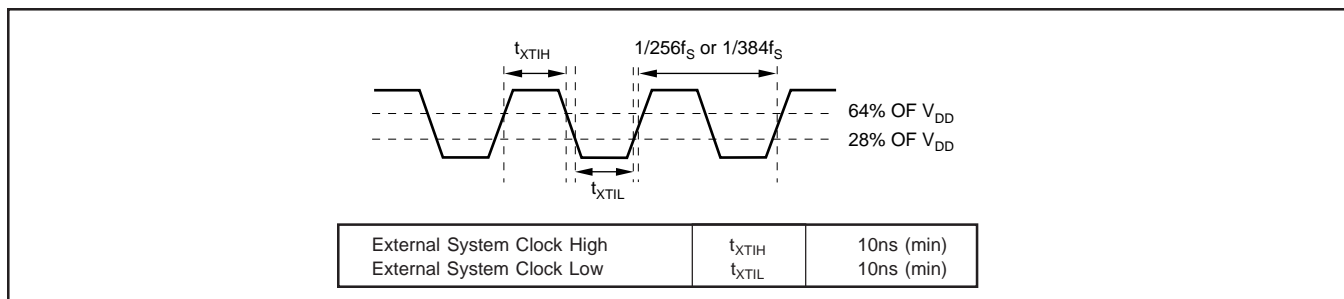 tXTIH
1/256fS or 1/384fS
64% OF VDD
28% OF VDD
tXTIL
External System Clock High tXTIH 10ns (min)
External System Clock Low tXTIL 10ns (min)